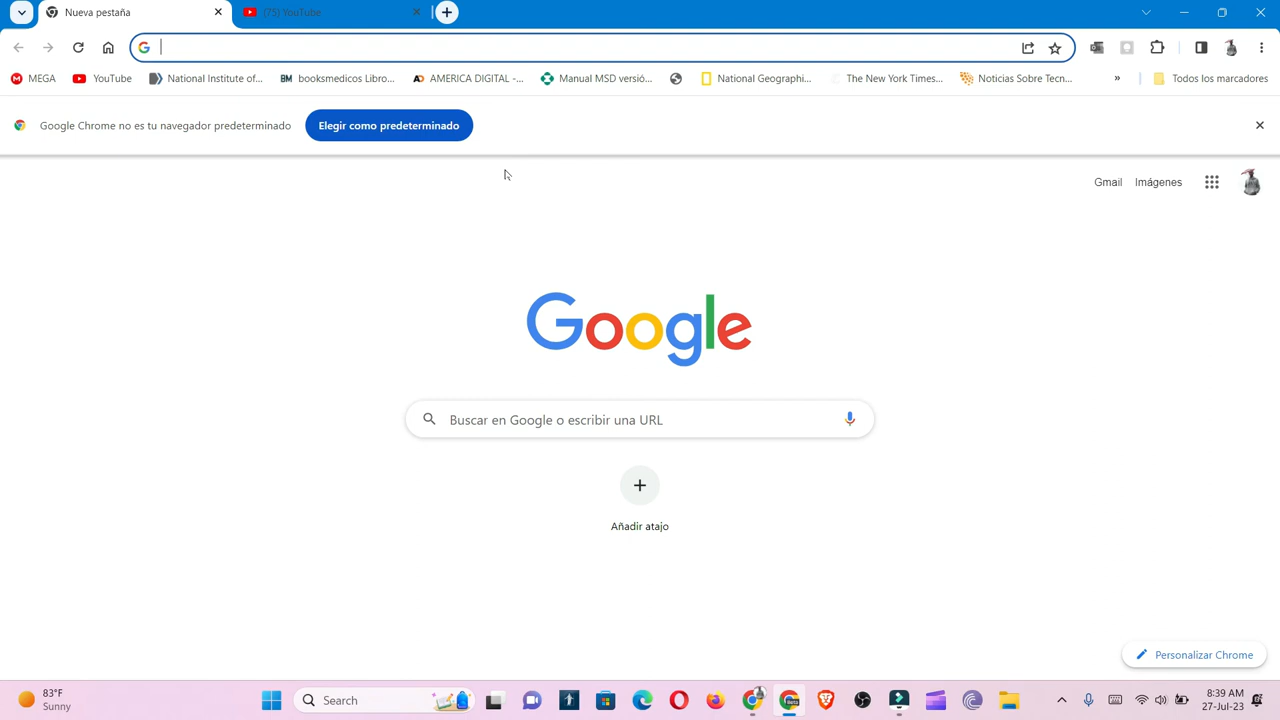 Nueva pestaña
(75) YouTube
MEGA
YouTube
National Institute of...
BM booksmedicos Libro...
AD AMERICA DIGITAL -...
Manual MSD versió...
National Geographi...
The New York Times...
Noticias Sobre Tecn...
»
Todos los marcadores
Google Chrome no es tu navegador predeterminado
Elegir como predeterminado
Gmail
Imágenes
Google
Buscar en Google o escribir una URL
Añadir atajo
Personalizar Chrome
83°F
Sunny
Search
8:39 AM
27-Jul-23